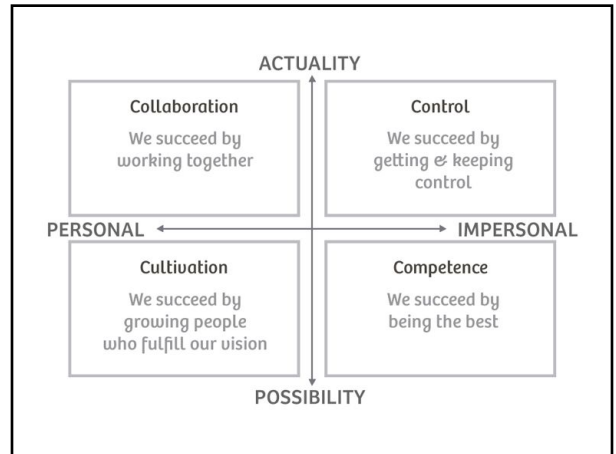 ACTUALITY
Collaboration
We succeed by
working together
Control
We succeed by
getting & keeping
control
PERSONAL
IMPERSONAL
Cultivation
We succeed by
growing people
who fulfill our vision
Competence
We succeed by
being the best
POSSIBILITY